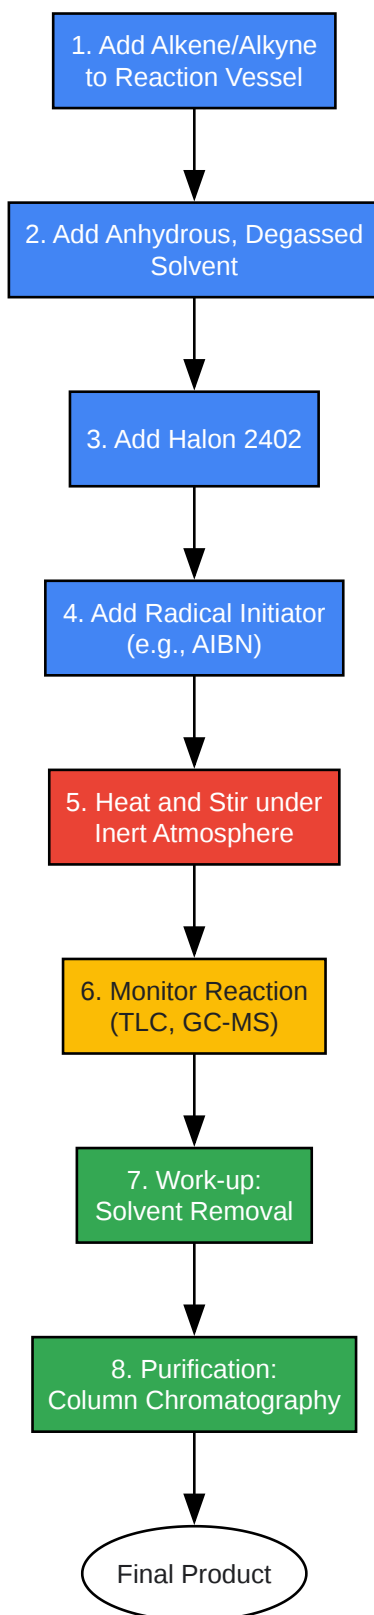 1. Add Alkene/Alkyne
to Reaction Vessel
2. Add Anhydrous, Degassed
Solvent
3. Add Halon 2402
4. Add Radical Initiator
(e.g., AIBN)
5. Heat and Stir under
Inert Atmosphere
6. Monitor Reaction
(TLC, GC-MS)
7. Work-up:
Solvent Removal
8. Purification:
Column Chromatography
Final Product